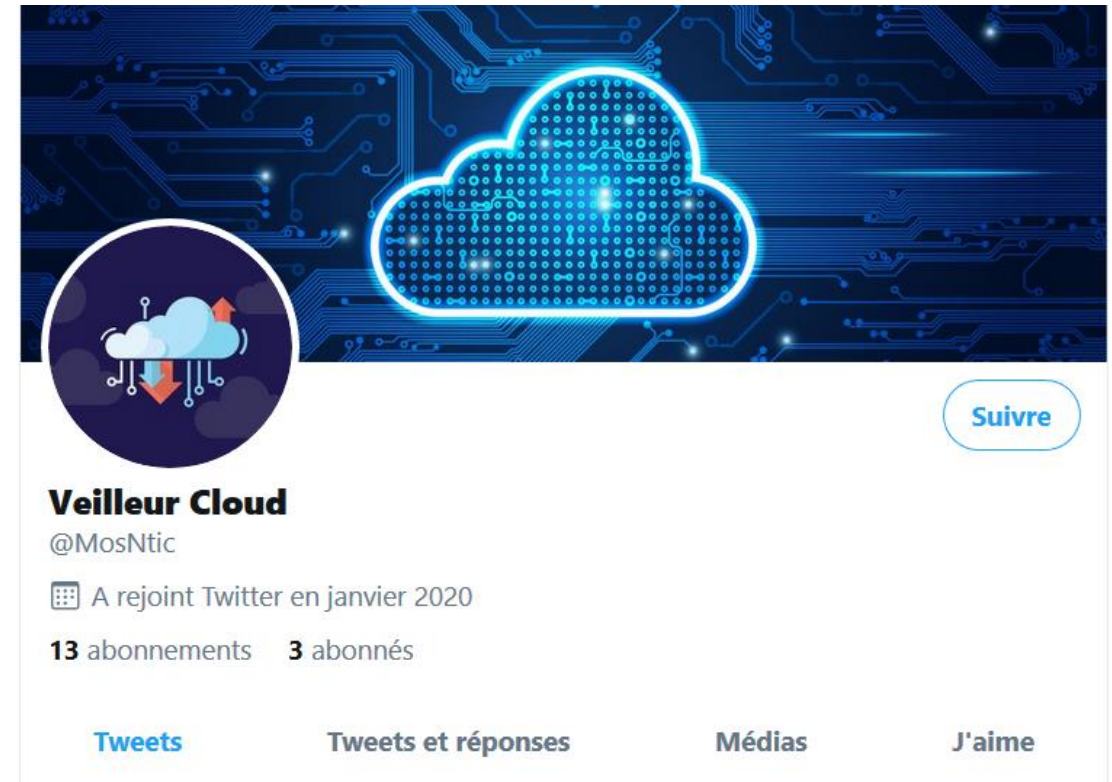 Suivre
Veilleur Cloud
@MosNtic
A rejoint Twitter en janvier 2020
13 abonnements 3 abonnés
Tweets Tweets et réponses Médias J'aime